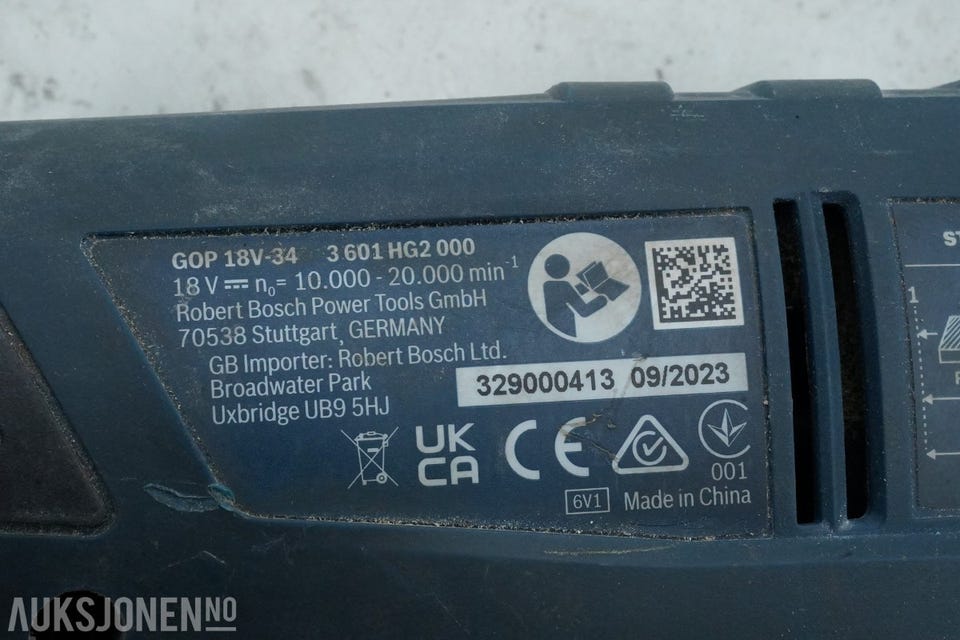 GOP 18V-34 3 601 HG2 000
18 V ⎓ n₀= 10.000 - 20.000 min⁻¹
Robert Bosch Power Tools GmbH
70538 Stuttgart, GERMANY
GB Importer: Robert Bosch Ltd.
Broadwater Park
Uxbridge UB9 5HJ
329000413 09/2023
UK
CA
CE
001
6V1 Made in China
1
AUKSJONEN.NO